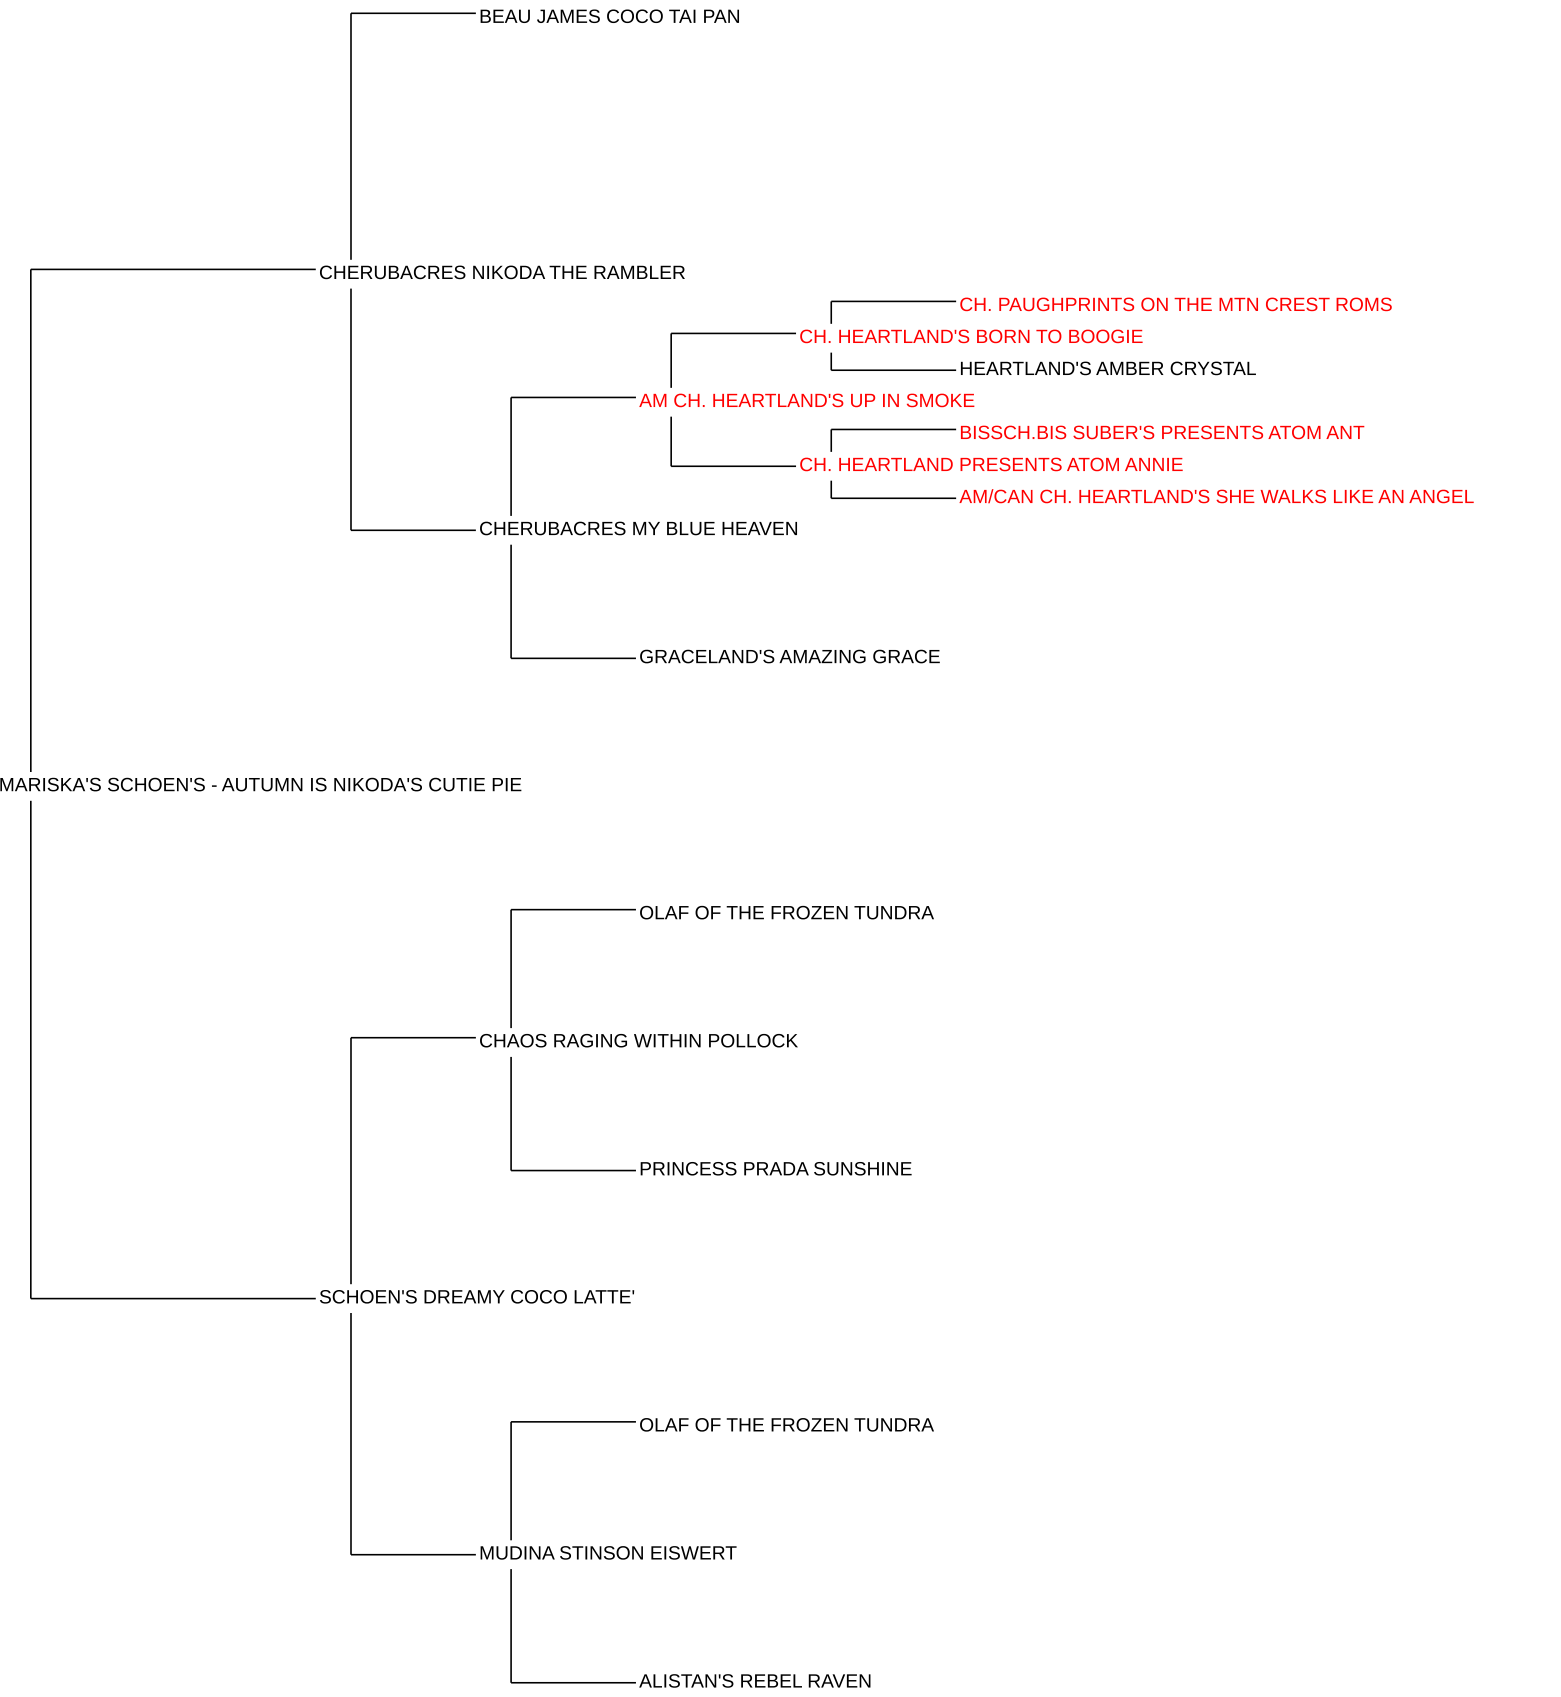 BEAU JAMES COCO TAI PAN
CHERUBACRES NIKODA THE RAMBLER
CH. PAUGHPRINTS ON THE MTN CREST ROMS
CH. HEARTLAND'S BORN TO BOOGIE
HEARTLAND'S AMBER CRYSTAL
AM CH. HEARTLAND'S UP IN SMOKE
BISSCH.BIS SUBER'S PRESENTS ATOM ANT
CH. HEARTLAND PRESENTS ATOM ANNIE
AM/CAN CH. HEARTLAND'S SHE WALKS LIKE AN ANGEL
CHERUBACRES MY BLUE HEAVEN
GRACELAND'S AMAZING GRACE
MARISKA'S SCHOEN'S - AUTUMN IS NIKODA'S CUTIE PIE
OLAF OF THE FROZEN TUNDRA
CHAOS RAGING WITHIN POLLOCK
PRINCESS PRADA SUNSHINE
SCHOEN'S DREAMY COCO LATTE'
OLAF OF THE FROZEN TUNDRA
MUDINA STINSON EISWERT
ALISTAN'S REBEL RAVEN